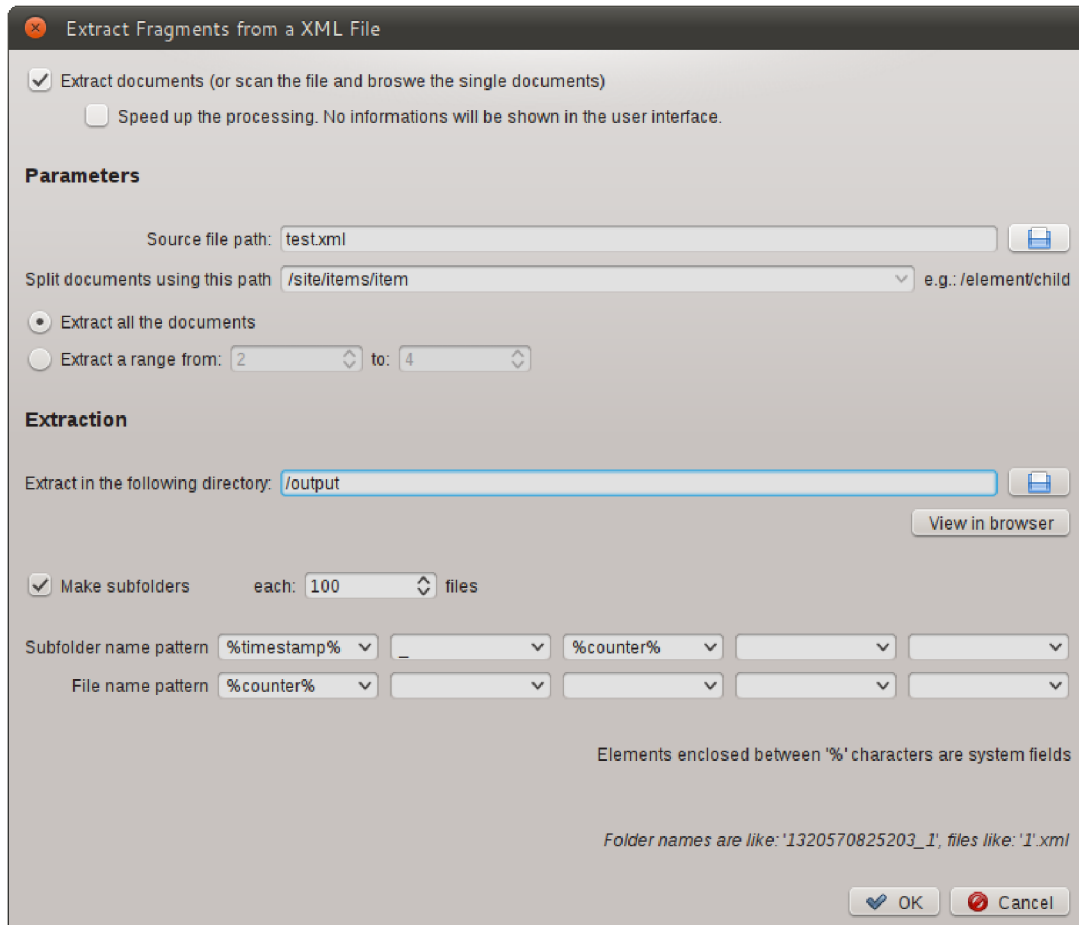 Extract Fragments from a XML File
Extract documents (or scan the file and broswe the single documents)
Speed up the processing. No informations will be shown in the user interface.
Parameters
Source file path: test.xml
Split documents using this path /site/items/item e.g.: /element/child
Extract all the documents
Extract a range from: 2 to: 4
Extraction
Extract in the following directory: /output
View in browser
Make subfolders each: 100 files
Subfolder name pattern %timestamp% _ %counter%
File name pattern %counter%
Elements enclosed between '%' characters are system fields
Folder names are like: '1320570825203_1', files like: '1'.xml
OK Cancel